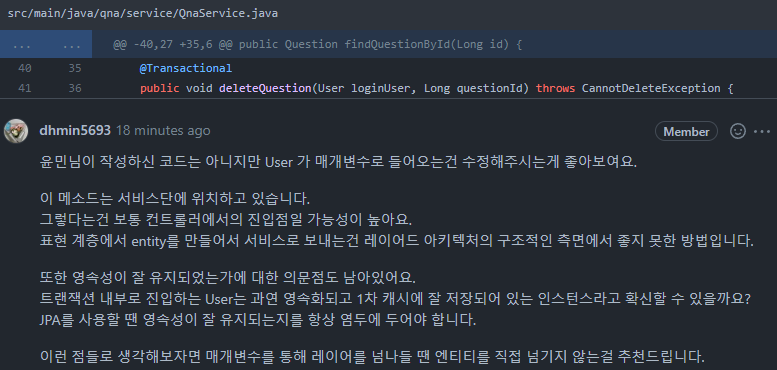 src/main/java/qna/service/QnaService.java
... ... @@ -40,27 +35,6 @@ public Question findQuestionById(Long id) {
40 35 @Transactional
41 36 public void deleteQuestion(User loginUser, Long questionId) throws CannotDeleteException {
dhmin5693 18 minutes ago Member
윤민님이 작성하신 코드는 아니지만 User 가 매개변수로 들어오는건 수정해주시는게 좋아보여요.
이 메소드는 서비스단에 위치하고 있습니다.
그렇다는건 보통 컨트롤러에서의 진입점일 가능성이 높아요.
표현 계층에서 entity를 만들어서 서비스로 보내는건 레이어드 아키텍처의 구조적인 측면에서 좋지 못한 방법입니다.
또한 영속성이 잘 유지되었는가에 대한 의문점도 남아있어요.
트랜잭션 내부로 진입하는 User는 과연 영속화되고 1차 캐시에 잘 저장되어 있는 인스턴스라고 확신할 수 있을까요?
JPA를 사용할 땐 영속성이 잘 유지되는지를 항상 염두에 두어야 합니다.
이런 점들로 생각해보자면 매개변수를 통해 레이어를 넘나들 땐 엔티티를 직접 넘기지 않는걸 추천드립니다.